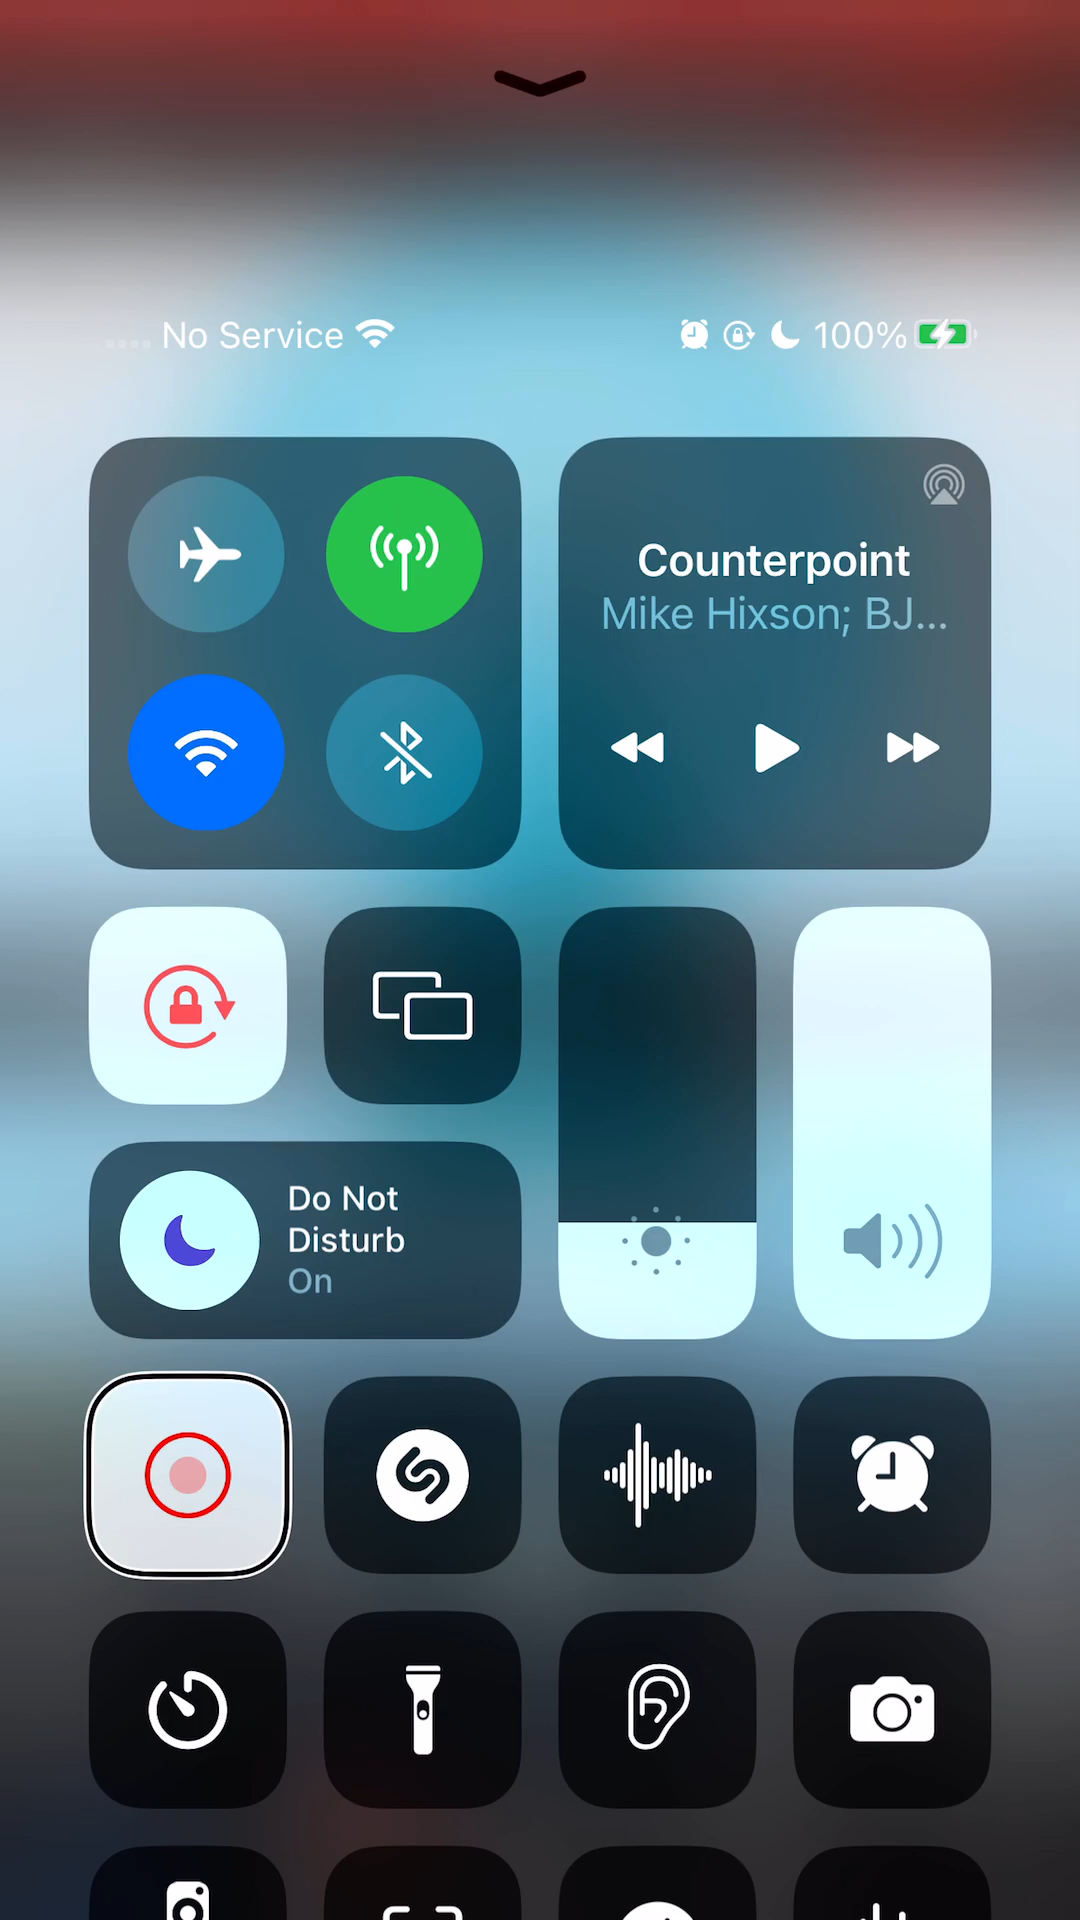 No Service
100%
Counterpoint
Mike Hixson; BJ...
Do Not
Disturb
On